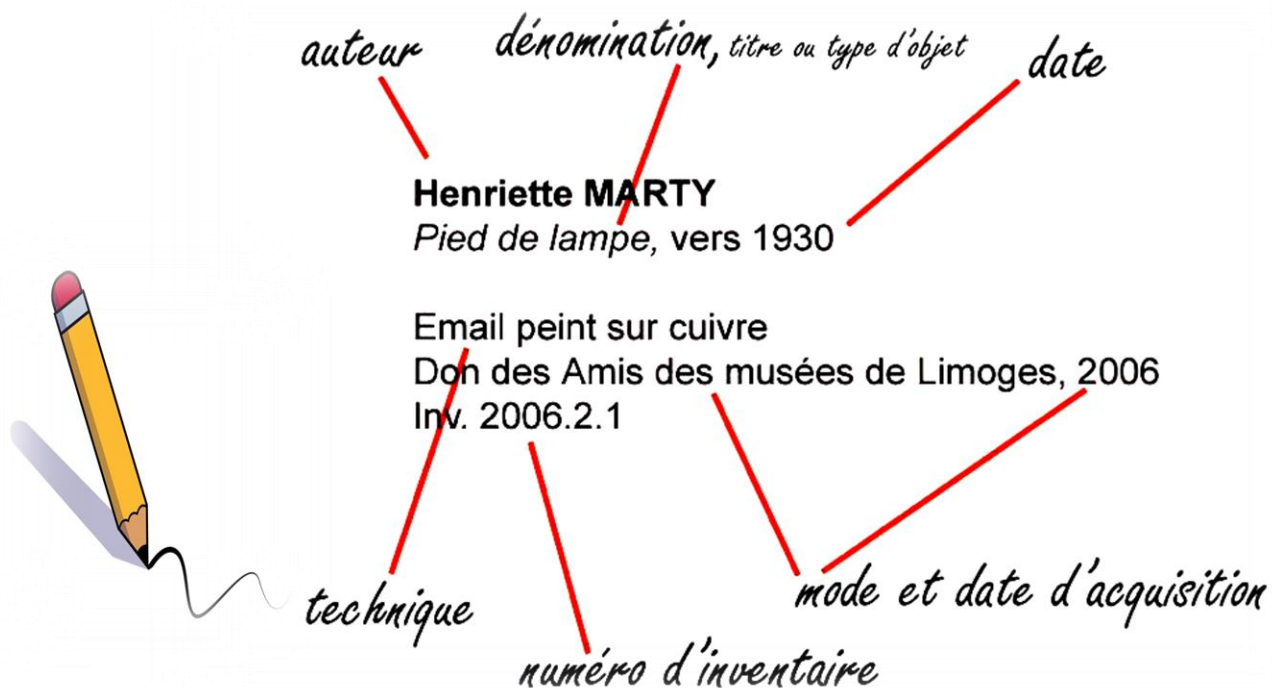 auteur
dénomination, titre ou type d'objet
date
Henriette MARTY
Pied de lampe, vers 1930
Email peint sur cuivre
Don des Amis des musées de Limoges, 2006
Inv. 2006.2.1
technique
mode et date d'acquisition
numéro d'inventaire